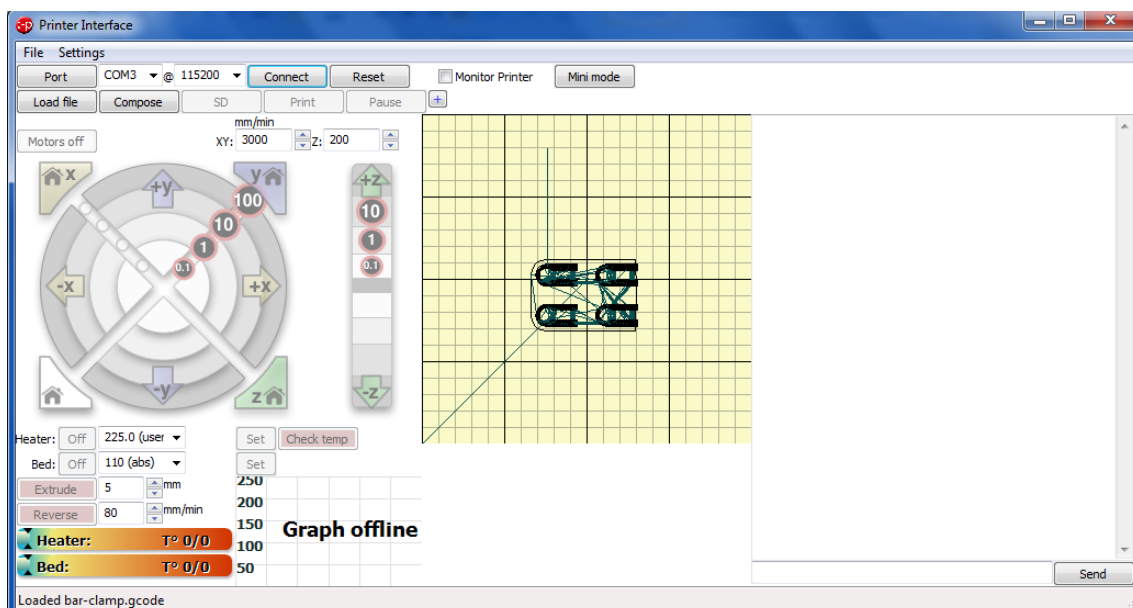 Printer Interface
File Settings
Port COM3 @ 115200 Connect Reset Monitor Printer Mini mode
Load file Compose SD Print Pause +
mm/min
Motors off XY: 3000 Z: 200
x +y y 100 +z
10 10
1 1
0.1 0.1
-x +x
-y z -z
Heater: Off 225.0 (user Set Check temp
Bed: Off 110 (abs) Set
Extrude 5 mm
Reverse 80 mm/min
Heater: T° 0/0
Bed: T° 0/0
250
200
150
100
50
Graph offline
Send
Loaded bar-clamp.gcode